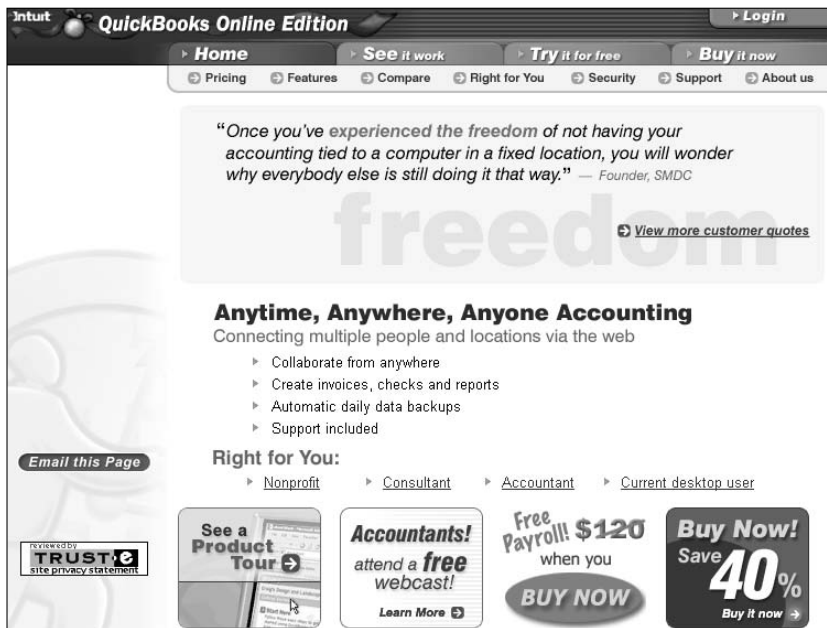 Intuit
QuickBooks Online Edition
Login
Home
See it work
Try it for free
Buy it now
Pricing
Features
Compare
Right for You
Security
Support
About us
“Once you’ve experienced the freedom of not having your
accounting tied to a computer in a fixed location, you will wonder
why everybody else is still doing it that way.” — Founder, SMDC
freedom
View more customer quotes
Anytime, Anywhere, Anyone Accounting
Connecting multiple people and locations via the web
Collaborate from anywhere
Create invoices, checks and reports
Automatic daily data backups
Support included
Email this Page
Right for You:
Nonprofit
Consultant
Accountant
Current desktop user
reviewed by
TRUSTe
site privacy statement
See a
Product
Tour
Start Here
Accountants!
attend a free
webcast!
Learn More
Free
Payroll! $120
when you
BUY NOW
Buy Now!
Save
40%
Buy it now